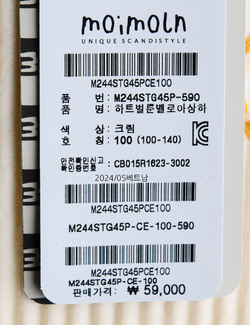 moimoln
UNIQUE SCANDISTYLE
M244STG45PCE100
품 번: M244STG45P-590
품 명: 하트벌룬벨로아상하
색 상: 크림
호 칭: 100 (100-140)
안전확인신고
확인증번호 : CB015R1623-3002
2024/05베트남
M244STG45P-CE-100-590
M244STG45PCE100
M244STG45P-CE-100
판매가격: ₩ 59,000